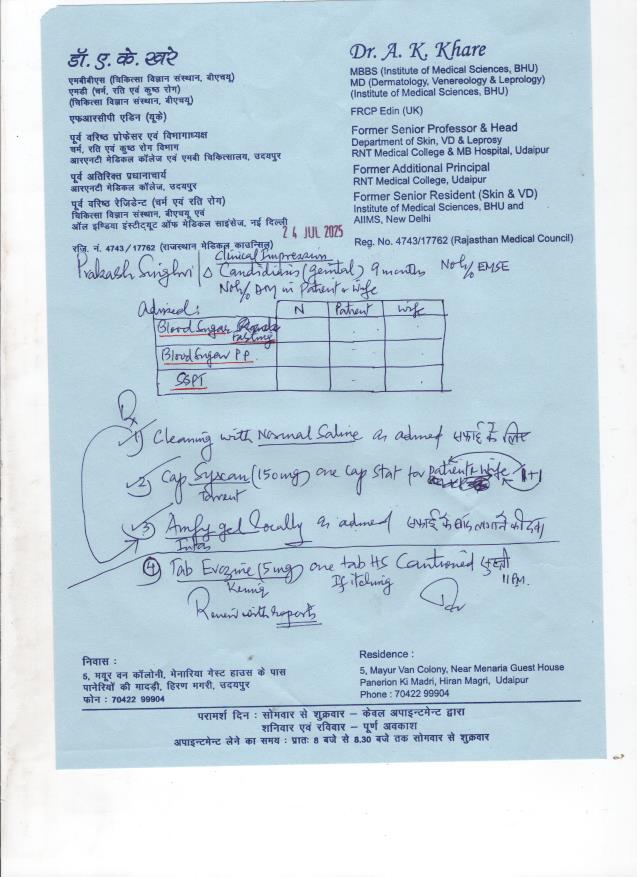 डॉ. ए. के. खरे
एमबीबीएस (चिकित्सा विज्ञान संस्थान, बीएचयू)
एमडी (चर्म, रति एवं कुष्ठ रोग)
(चिकित्सा विज्ञान संस्थान, बीएचयू)
एफआरसीपी एडिन (यूके)
पूर्व वरिष्ठ प्रोफेसर एवं विभागाध्यक्ष
चर्म, रति एवं कुष्ठ रोग विभाग
आरएनटी मेडिकल कॉलेज एवं एमबी चिकित्सालय, उदयपुर
पूर्व अतिरिक्त प्रधानाचार्य
आरएनटी मेडिकल कॉलेज, उदयपुर
पूर्व वरिष्ठ रेजिडेन्ट (चर्म एवं रति रोग)
चिकित्सा विज्ञान संस्थान, बीएचयू एवं
ऑल इण्डिया इंस्टीट्यूट ऑफ मेडिकल साइंसेज, नई दिल्ली
रजि. नं. 4743 / 17762 (राजस्थान मेडिकल काउन्सिल)
Dr. A. K. Khare
MBBS (Institute of Medical Sciences, BHU)
MD (Dermatology, Venereology & Leprology)
(Institute of Medical Sciences, BHU)
FRCP Edin (UK)
Former Senior Professor & Head
Department of Skin, VD & Leprosy
RNT Medical College & MB Hospital, Udaipur
Former Additional Principal
RNT Medical College, Udaipur
Former Senior Resident (Skin & VD)
Institute of Medical Sciences, BHU and
AIIMS, New Delhi
Reg. No. 4743/17762 (Rajasthan Medical Council)
24 JUL 2025
Clinical Impression
Prakash Singhvi / Δ Candidiasis (genital) 9 months No h/o EMSE
No h/o DM in Patient & Wife
Advised: N Patient Wife
Blood Sugar Fasting - -
Blood Sugar P.P. - -
SGPT - -
Rx
1) Cleaning with Normal Saline as advised सफाई के लिए
2) Cap Syscan (150mg) one cap stat for Patient & Wife 1+1
Torrent
3) Amfy gel locally as advised सफाई के बाद लगाने की दवा
Intas
4) Tab Evozine (5mg) one tab HS Cautioned
If itching 11 PM.
Review with reports
निवास :
5, मयूर वन कॉलोनी, मेनारिया गेस्ट हाउस के पास
पानेरियों की मादड़ी, हिरण मगरी, उदयपुर
फोन : 70422 99904
Residence :
5, Mayur Van Colony, Near Menaria Guest House
Panerion Ki Madri, Hiran Magri, Udaipur
Phone : 70422 99904
परामर्श दिन : सोमवार से शुक्रवार – केवल अपाइन्टमेन्ट द्वारा
शनिवार एवं रविवार – पूर्ण अवकाश
अपाइन्टमेन्ट लेने का समय : प्रातः 8 बजे से 8.30 बजे तक सोमवार से शुक्रवार